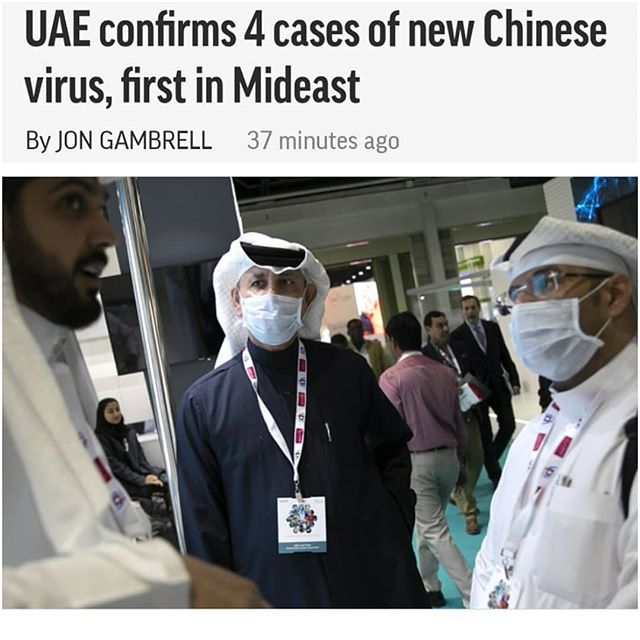 UAE confirms 4 cases of new Chinese
virus, first in Mideast
By JON GAMBRELL 37 minutes ago